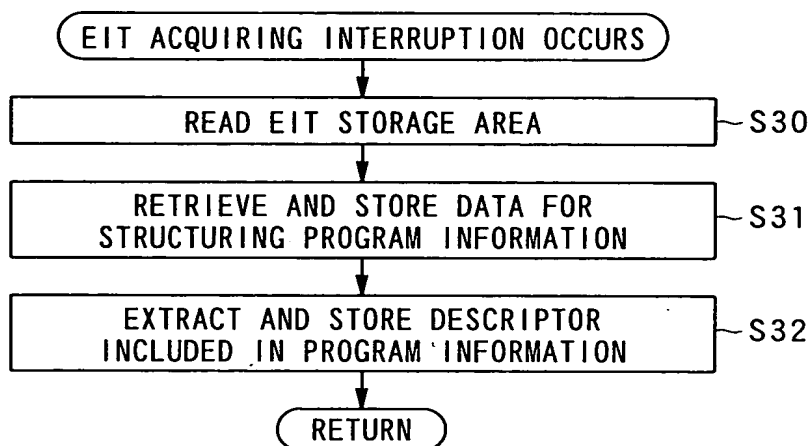 EIT ACQUIRING INTERRUPTION OCCURS
READ EIT STORAGE AREA
S30
RETRIEVE AND STORE DATA FOR
STRUCTURING PROGRAM INFORMATION
S31
EXTRACT AND STORE DESCRIPTOR
INCLUDED IN PROGRAM INFORMATION
S32
RETURN